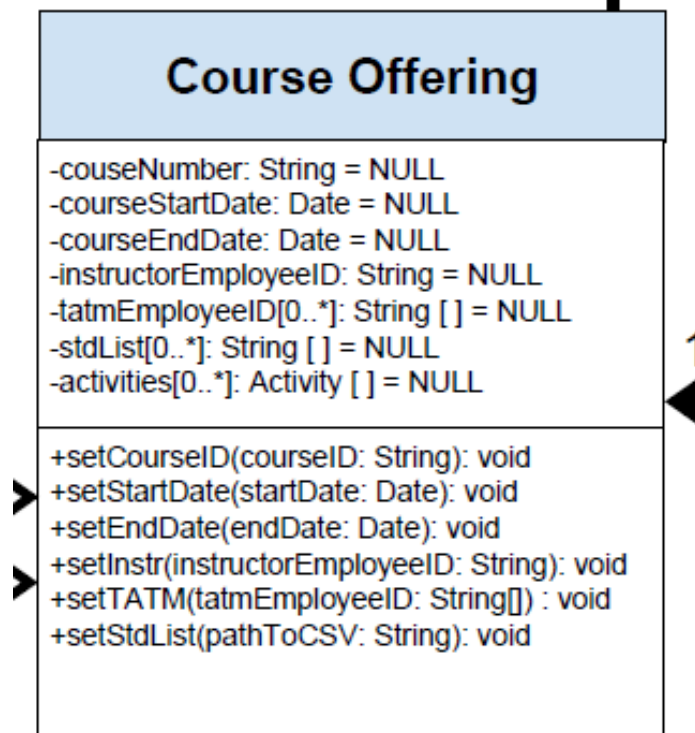 Course Offering
-couseNumber: String = NULL
-courseStartDate: Date = NULL
-courseEndDate: Date = NULL
-instructorEmployeeID: String = NULL
-tatmEmployeeID[0..*]: String [ ] = NULL
-stdList[0..*]: String [ ] = NULL
-activities[0..*]: Activity [ ] = NULL
1
+setCourseID(courseID: String): void
+setStartDate(startDate: Date): void
+setEndDate(endDate: Date): void
+setInstr(instructorEmployeeID: String): void
+setTATM(tatmEmployeeID: String[]) : void
+setStdList(pathToCSV: String): void